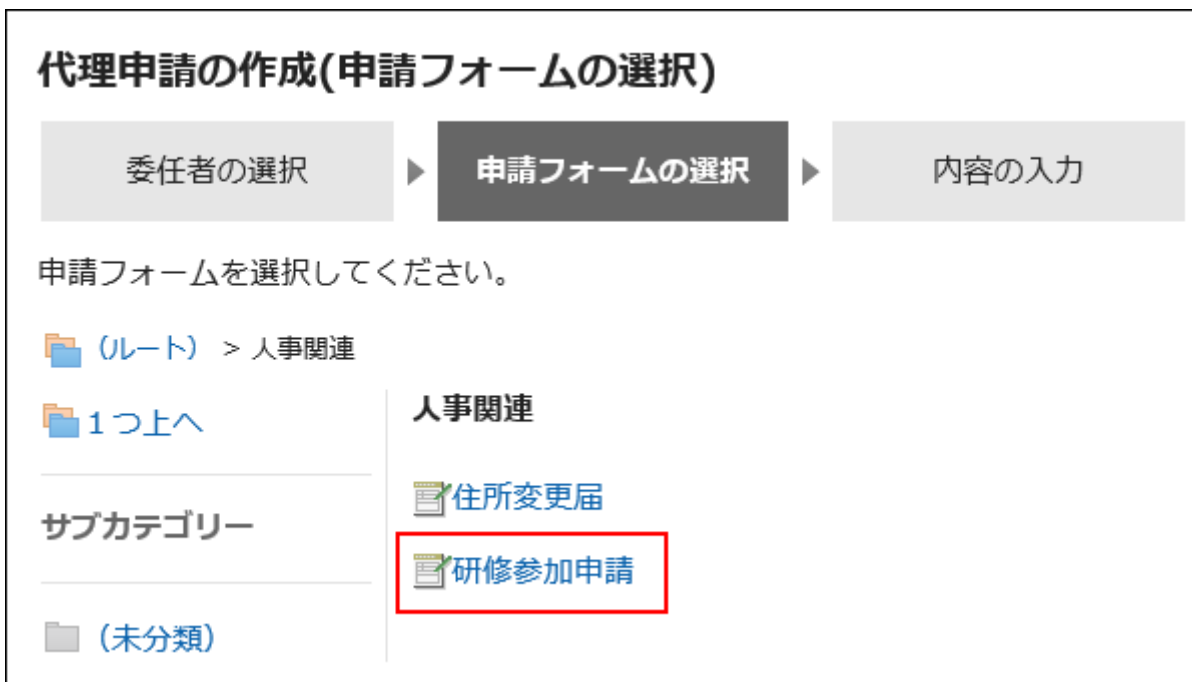 代理申請の作成(申請フォームの選択)
委任者の選択 ▶ 申請フォームの選択 ▶ 内容の入力
申請フォームを選択してください。
（ルート） > 人事関連
１つ上へ
サブカテゴリー
（未分類）
人事関連
住所変更届
研修参加申請